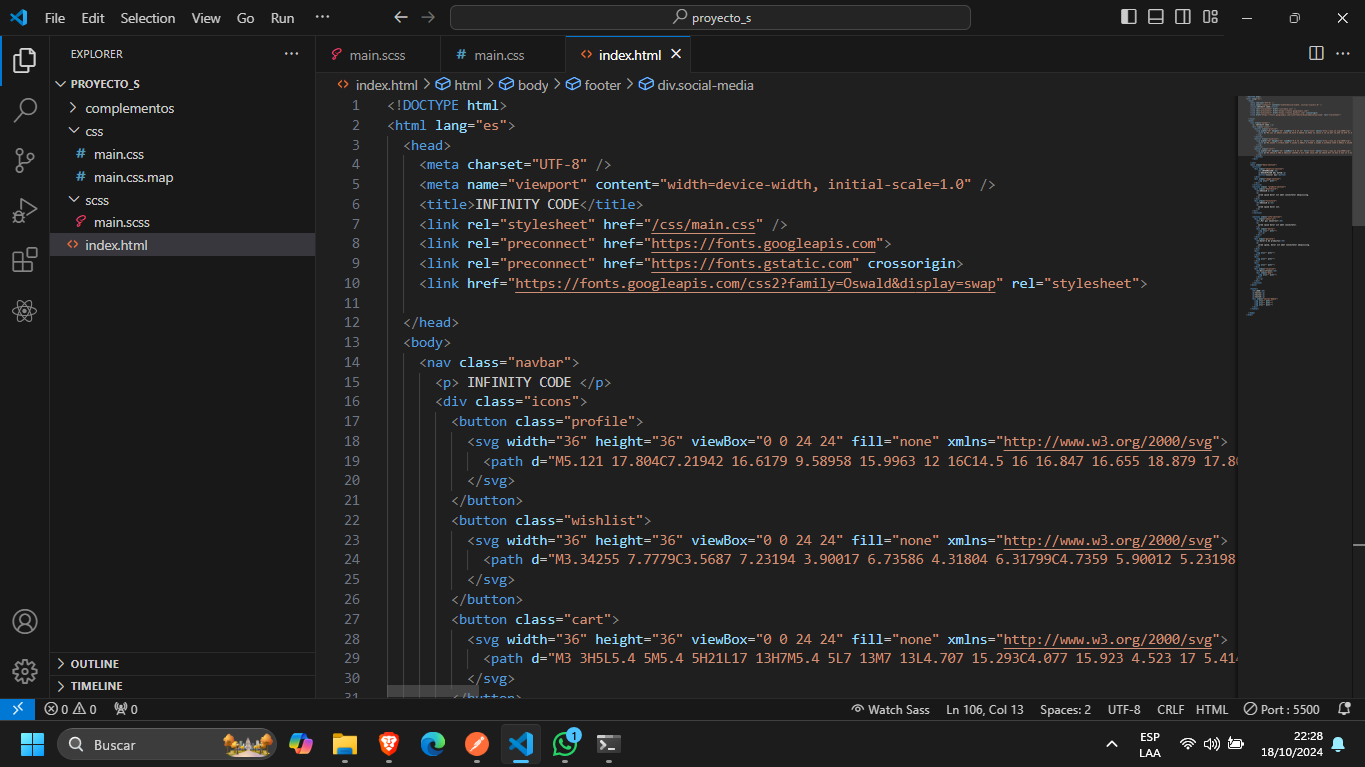 File Edit Selection View Go Run ··· proyecto_s
EXPLORER ···
PROYECTO_S
complementos
css
# main.css
# main.css.map
scss
main.scss
<> index.html
OUTLINE
TIMELINE
main.scss # main.css <> index.html ···
<> index.html > html > body > footer > div.social-media
1 <!DOCTYPE html>
2 <html lang="es">
3 <head>
4 <meta charset="UTF-8" />
5 <meta name="viewport" content="width=device-width, initial-scale=1.0" />
6 <title>INFINITY CODE</title>
7 <link rel="stylesheet" href="/css/main.css" />
8 <link rel="preconnect" href="https://fonts.googleapis.com">
9 <link rel="preconnect" href="https://fonts.gstatic.com" crossorigin>
10 <link href="https://fonts.googleapis.com/css2?family=Oswald&display=swap" rel="stylesheet">
11
12 </head>
13 <body>
14 <nav class="navbar">
15 <p> INFINITY CODE </p>
16 <div class="icons">
17 <button class="profile">
18 <svg width="36" height="36" viewBox="0 0 24 24" fill="none" xmlns="http://www.w3.org/2000/svg">
19 <path d="M5.121 17.804C7.21942 16.6179 9.58958 15.9963 12 16C14.5 16 16.847 16.655 18.879 17.80
20 </svg>
21 </button>
22 <button class="wishlist">
23 <svg width="36" height="36" viewBox="0 0 24 24" fill="none" xmlns="http://www.w3.org/2000/svg">
24 <path d="M3.34255 7.7779C3.5687 7.23194 3.90017 6.73586 4.31804 6.31799C4.7359 5.90012 5.23198
25 </svg>
26 </button>
27 <button class="cart">
28 <svg width="36" height="36" viewBox="0 0 24 24" fill="none" xmlns="http://www.w3.org/2000/svg">
29 <path d="M3 3H5L5.4 5M5.4 5H21L17 13H7M5.4 5L7 13M7 13L4.707 15.293C4.077 15.923 4.523 17 5.414
30 </svg>
31 </button>
0 0 0 Watch Sass Ln 106, Col 13 Spaces: 2 UTF-8 CRLF HTML Port : 5500
Buscar 1 ESP LAA 22:28 18/10/2024